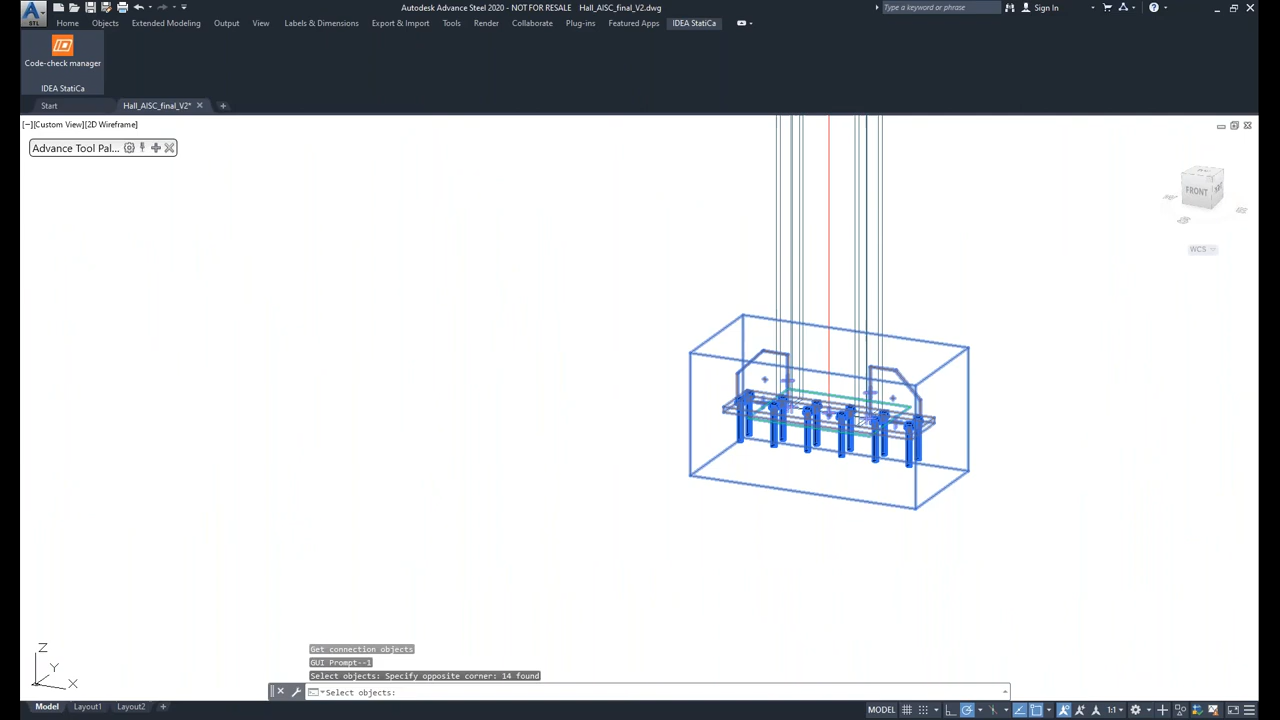 Autodesk Advance Steel 2020 - NOT FOR RESALE Hall_AISC_final_V2.dwg
Type a keyword or phrase
Sign In
STL
Home Objects Extended Modeling Output View Labels & Dimensions Export & Import Tools Render Collaborate Plug-ins Featured Apps IDEA StatiCa
Code-check manager
IDEA StatiCa
Start Hall_AISC_final_V2*
[−][Custom View][2D Wireframe]
Advance Tool Pal...
FRONT
WCS
Z
Y
X
Get connection objects
GUI Prompt--1
Select objects: Specify opposite corner: 14 found
Select objects:
Model Layout1 Layout2 +
MODEL 1:1